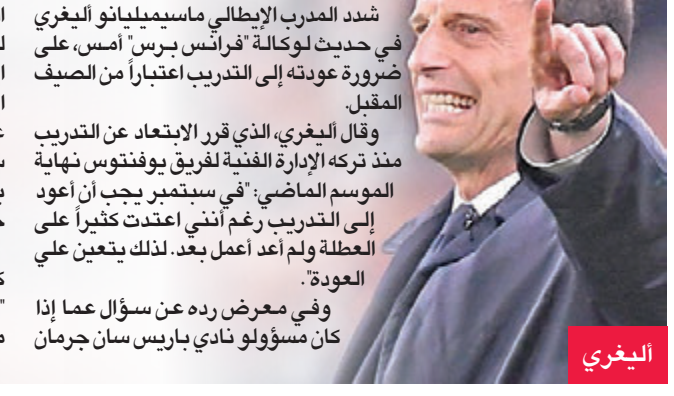 شدد المدرب الإيطالي ماسيميليانو أليغري
في حديث لوكالة "فرانس برس" أمس، على
ضرورة عودته إلى التدريب اعتباراً من الصيف
المقبل.
وقال أليغري، الذي قرر الابتعاد عن التدريب
منذ تركه الإدارة الفنية لفريق يوفنتوس نهاية
الموسم الماضي: "في سبتمبر يجب أن أعود
إلى التدريب رغم أنني اعتدت كثيراً على
العطلة ولم أعد أعمل بعد. لذلك يتعين علي
العودة".
وفي معرض رده عن سؤال عما إذا
كان مسؤولو نادي باريس سان جرمان
أليغري